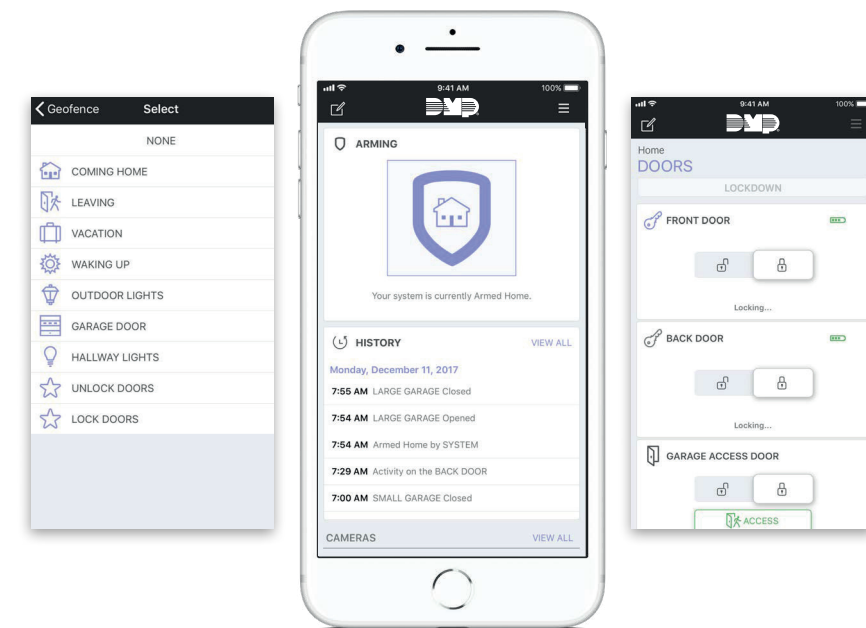 Geofence Select
NONE
COMING HOME
LEAVING
VACATION
WAKING UP
OUTDOOR LIGHTS
GARAGE DOOR
HALLWAY LIGHTS
UNLOCK DOORS
LOCK DOORS
9:41 AM 100%
DMP
ARMING
Your system is currently Armed Home.
HISTORY VIEW ALL
Monday, December 11, 2017
7:55 AM LARGE GARAGE Closed
7:54 AM LARGE GARAGE Opened
7:54 AM Armed Home by SYSTEM
7:29 AM Activity on the BACK DOOR
7:00 AM SMALL GARAGE Closed
CAMERAS VIEW ALL
9:41 AM 100%
DMP
Home
DOORS
LOCKDOWN
FRONT DOOR
Locking...
BACK DOOR
Locking...
GARAGE ACCESS DOOR
ACCESS